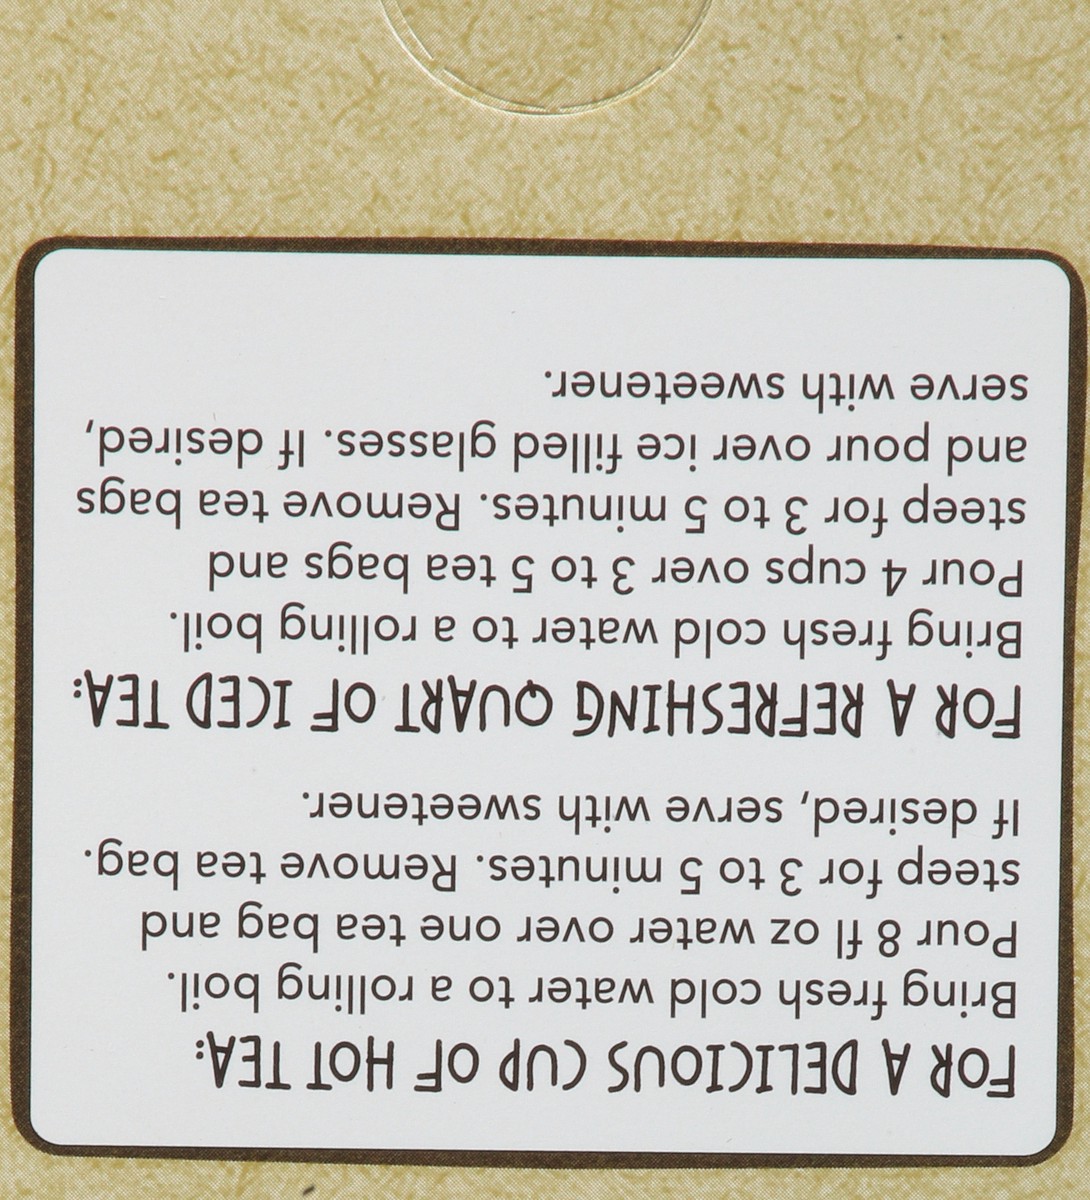 FOR A DELICIOUS CUP OF HOT TEA:
Bring fresh cold water to a rolling boil.
Pour 8 fl oz water over one tea bag and
steep for 3 to 5 minutes. Remove tea bag.
If desired, serve with sweetener.
FOR A REFRESHING QUART OF ICED TEA:
Bring fresh cold water to a rolling boil.
Pour 4 cups over 3 to 5 tea bags and
steep for 3 to 5 minutes. Remove tea bags
and pour over ice filled glasses. If desired,
serve with sweetener.